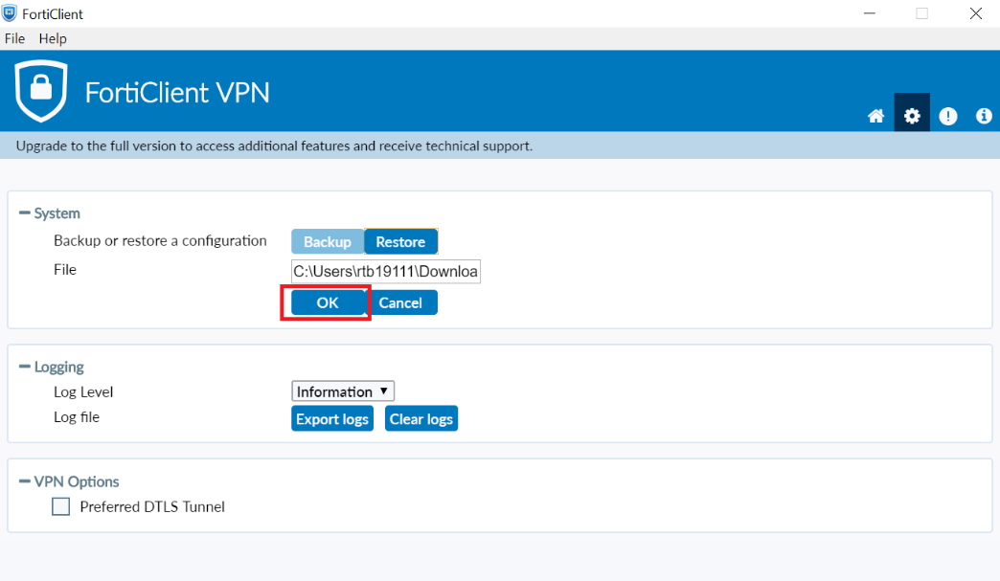 FortiClient
File Help
FortiClient VPN
Upgrade to the full version to access additional features and receive technical support.
System
Backup or restore a configuration Backup Restore
File C:\Users\rtb19111\Downloa
OK Cancel
Logging
Log Level Information
Log file Export logs Clear logs
VPN Options
Preferred DTLS Tunnel